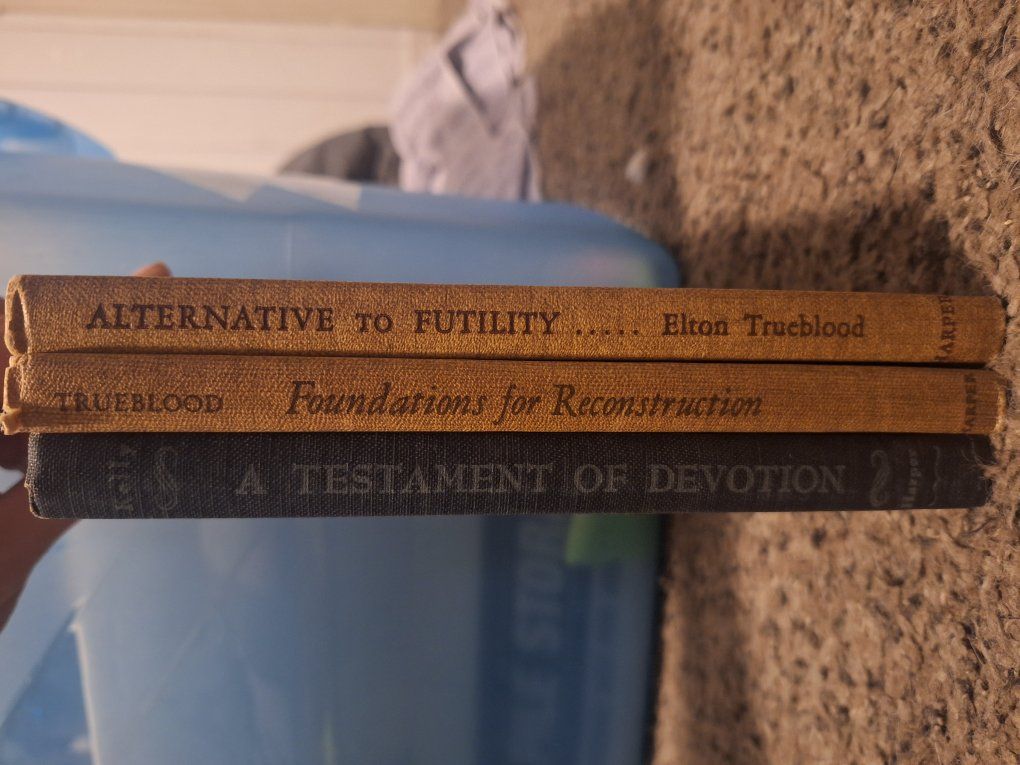 ALTERNATIVE TO FUTILITY ..... Elton Trueblood HARPER
TRUEBLOOD Foundations for Reconstruction HARPER
Kelly A TESTAMENT OF DEVOTION Harper